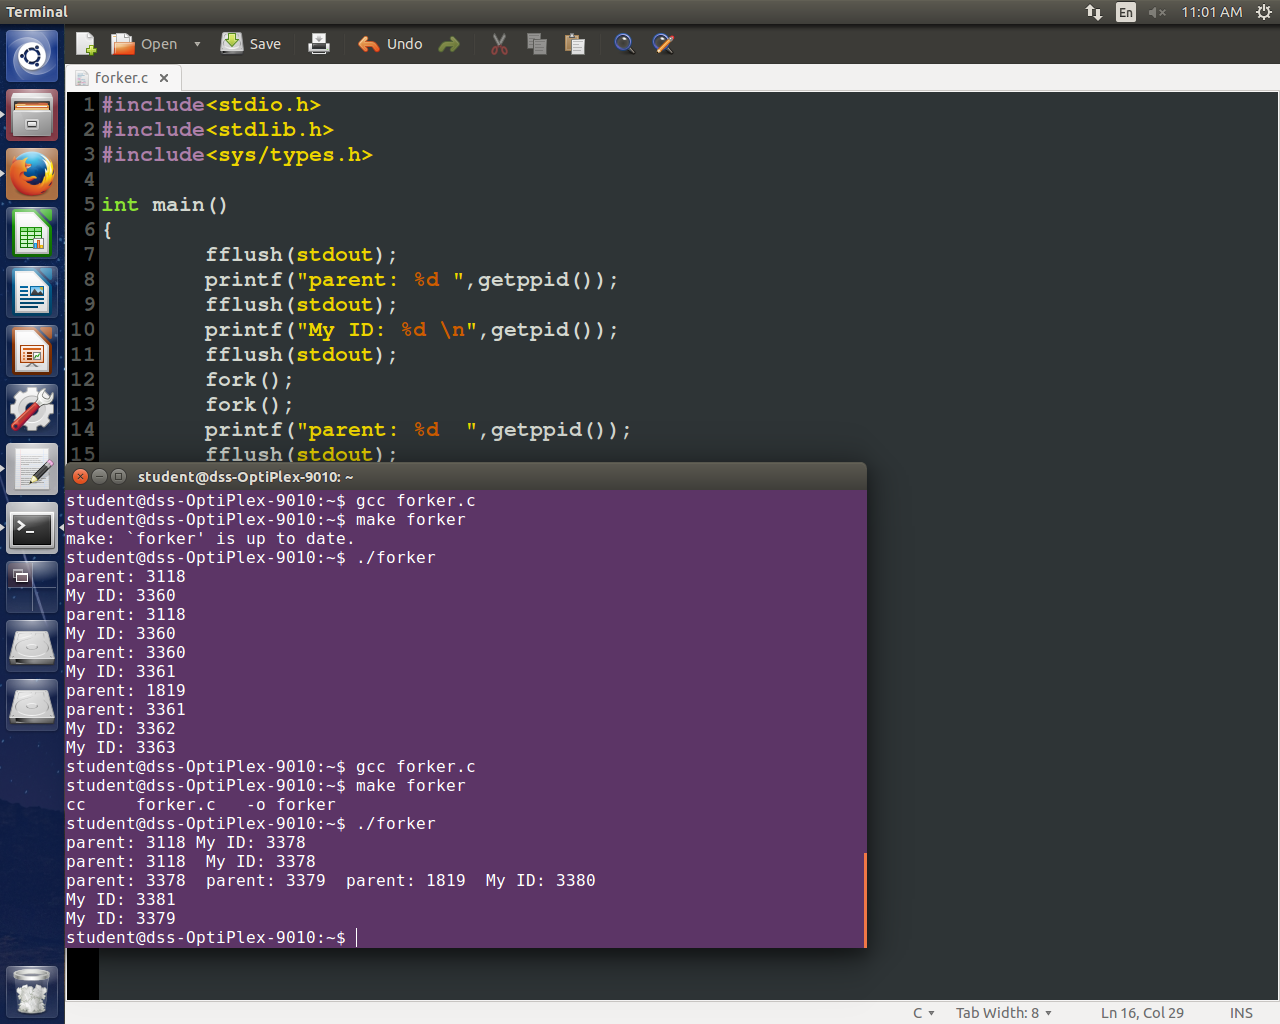 Terminal
En
11:01 AM
Open
Save
Undo
forker.c
1 #include<stdio.h>
2 #include<stdlib.h>
3 #include<sys/types.h>
4
5 int main()
6 {
7 fflush(stdout);
8 printf("parent: %d ",getppid());
9 fflush(stdout);
10 printf("My ID: %d \n",getpid());
11 fflush(stdout);
12 fork();
13 fork();
14 printf("parent: %d  ",getppid());
15 fflush(stdout);
student@dss-OptiPlex-9010: ~
student@dss-OptiPlex-9010:~$ gcc forker.c
student@dss-OptiPlex-9010:~$ make forker
make: `forker' is up to date.
student@dss-OptiPlex-9010:~$ ./forker
parent: 3118
My ID: 3360
parent: 3118
My ID: 3360
parent: 3360
My ID: 3361
parent: 1819
parent: 3361
My ID: 3362
My ID: 3363
student@dss-OptiPlex-9010:~$ gcc forker.c
student@dss-OptiPlex-9010:~$ make forker
cc     forker.c   -o forker
student@dss-OptiPlex-9010:~$ ./forker
parent: 3118 My ID: 3378
parent: 3118  My ID: 3378
parent: 3378  parent: 3379  parent: 1819  My ID: 3380
My ID: 3381
My ID: 3379
student@dss-OptiPlex-9010:~$
C
Tab Width: 8
Ln 16, Col 29
INS